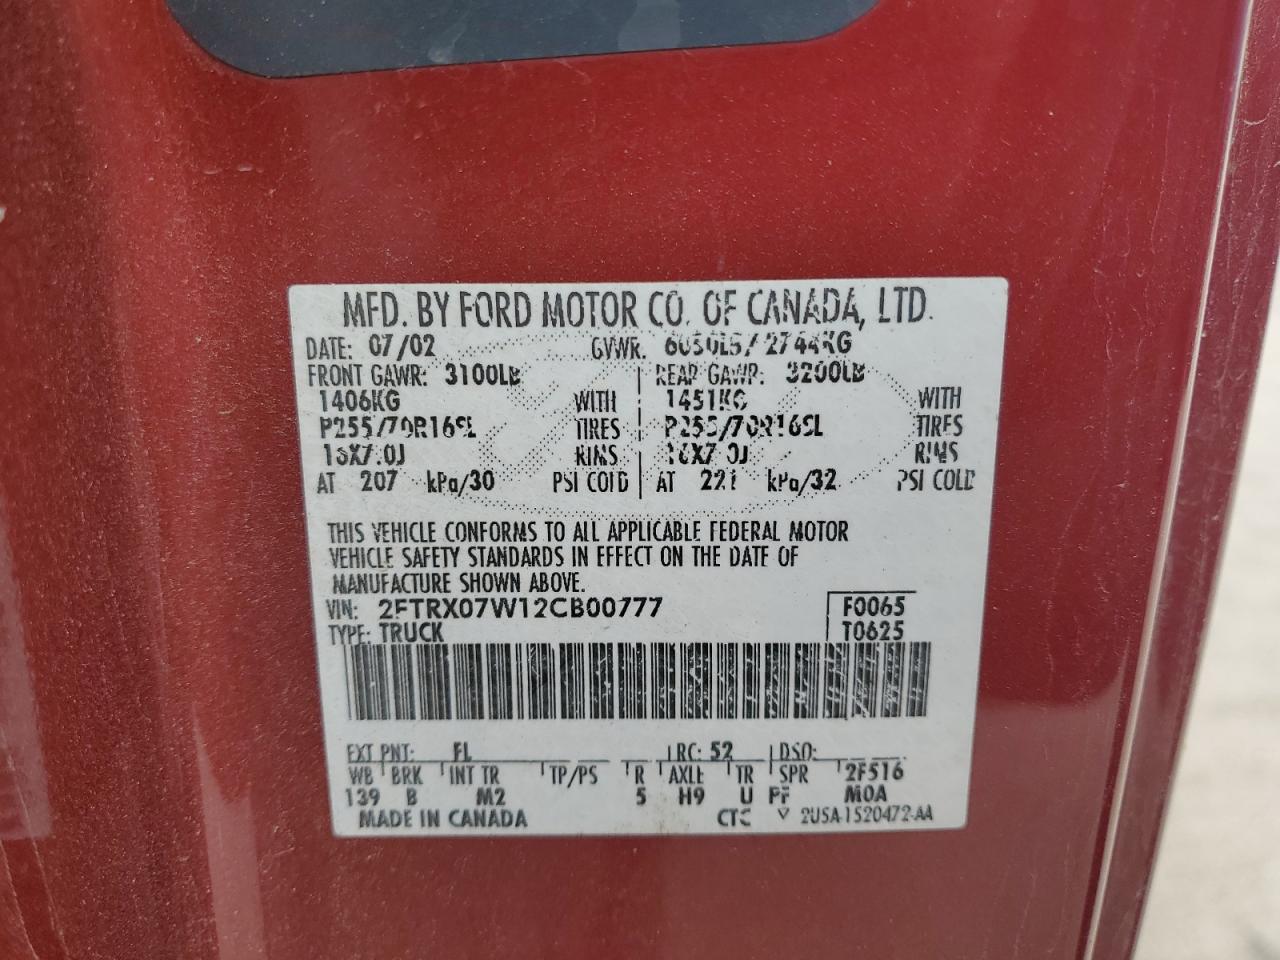 MFD. BY FORD MOTOR CO. OF CANADA, LTD.
DATE: 07/02 GVWR: 6050LB/2744KG
FRONT GAWR: 3100LB REAR GAWR: 3200LB
1406KG WITH 1451KG WITH
P255/70R16SL TIRES P255/70R16SL TIRES
16X7.0J RIMS 16X7.0J RIMS
AT 207 kPa/30 PSI COLD AT 221 kPa/32 PSI COLD
THIS VEHICLE CONFORMS TO ALL APPLICABLE FEDERAL MOTOR
VEHICLE SAFETY STANDARDS IN EFFECT ON THE DATE OF
MANUFACTURE SHOWN ABOVE.
VIN: 2FTRX07W12CB00777 F0065
TYPE: TRUCK T0625
EXT PNT: FL RC: 52 DSO:
WB BRK INT TR TP/PS R AXLE TR SPR 2F516
139 B M2 5 H9 U FF M0A
MADE IN CANADA CTC 2U5A-1520472-AA